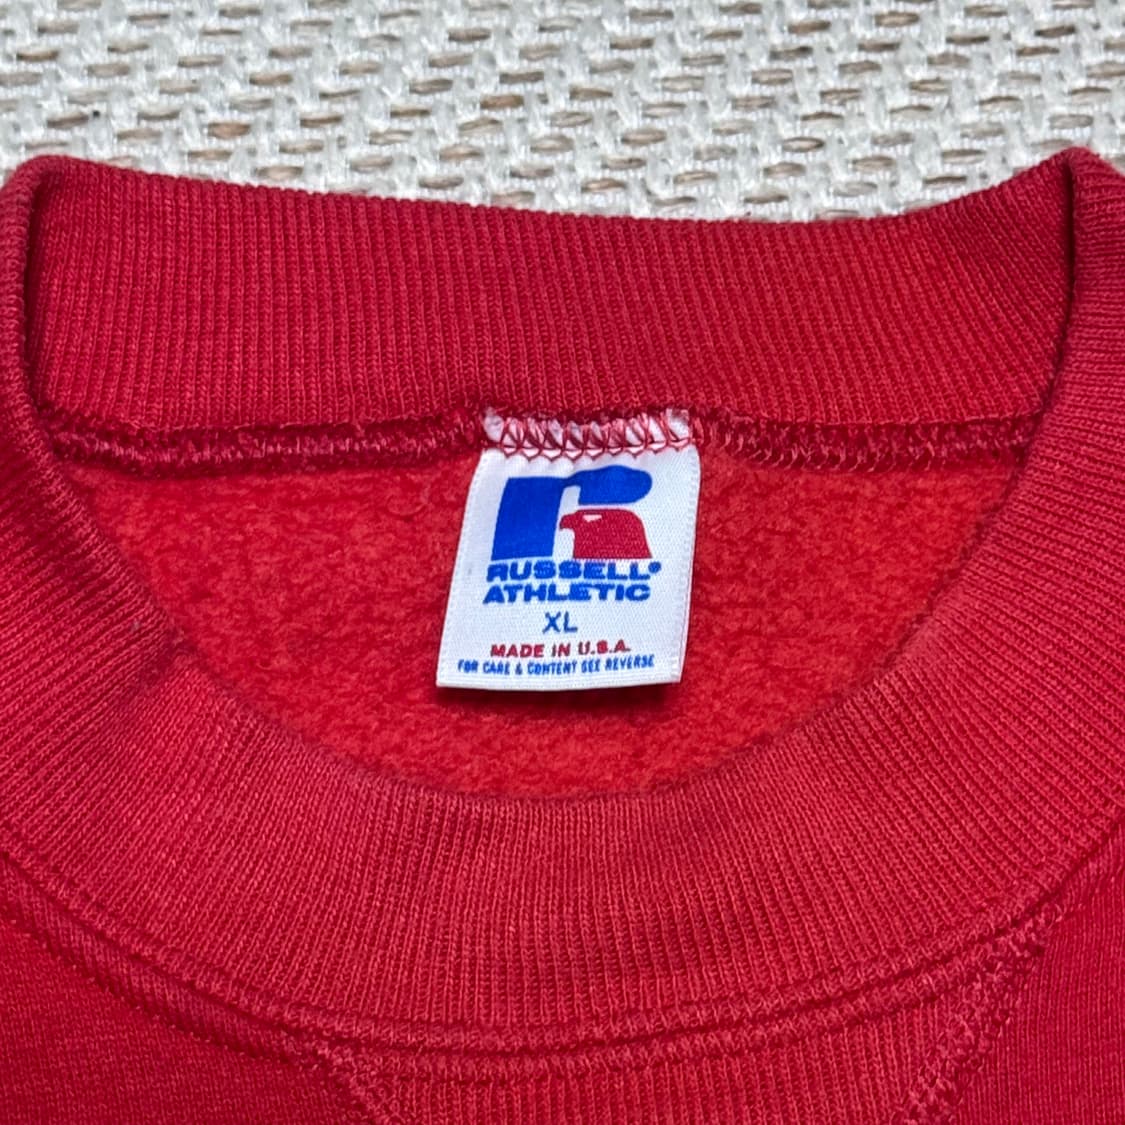 RUSSELL®
ATHLETIC
XL
MADE IN U.S.A.
FOR CARE & CONTENT SEE REVERSE